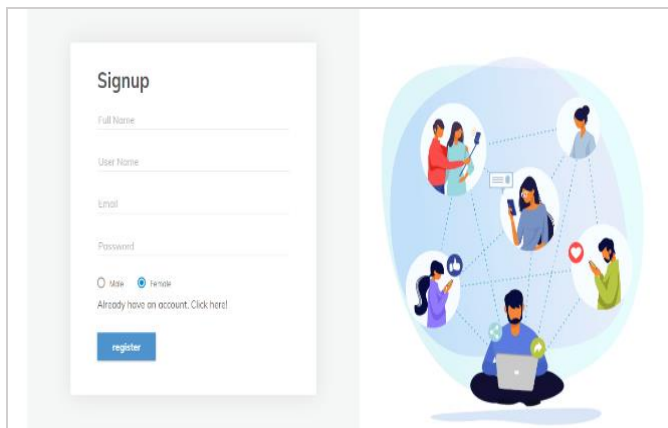 Signup
Full Name
User Name
Email
Password
Male Female
Already have an account. Click here!
register